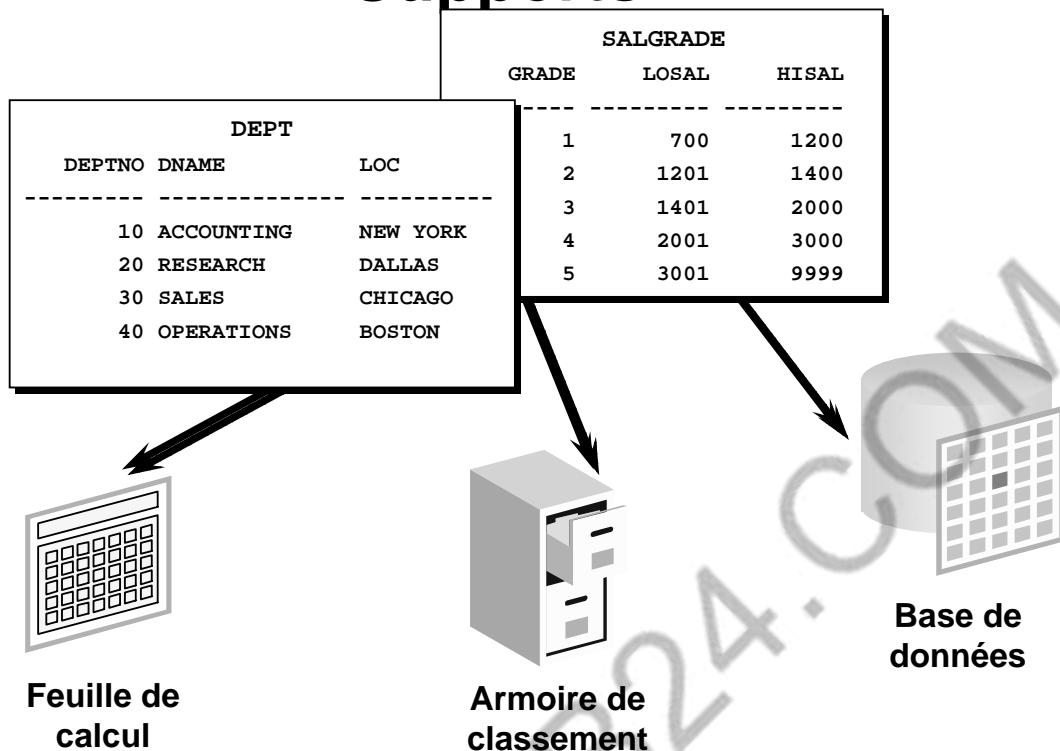 SALGRADE
GRADE LOSAL HISAL
---- --------- ---------
1 700 1200
2 1201 1400
3 1401 2000
4 2001 3000
5 3001 9999
DEPT
DEPTNO DNAME LOC
--------- -------------- ----------
10 ACCOUNTING NEW YORK
20 RESEARCH DALLAS
30 SALES CHICAGO
40 OPERATIONS BOSTON
Feuille de
calcul
Armoire de
classement
Base de
données